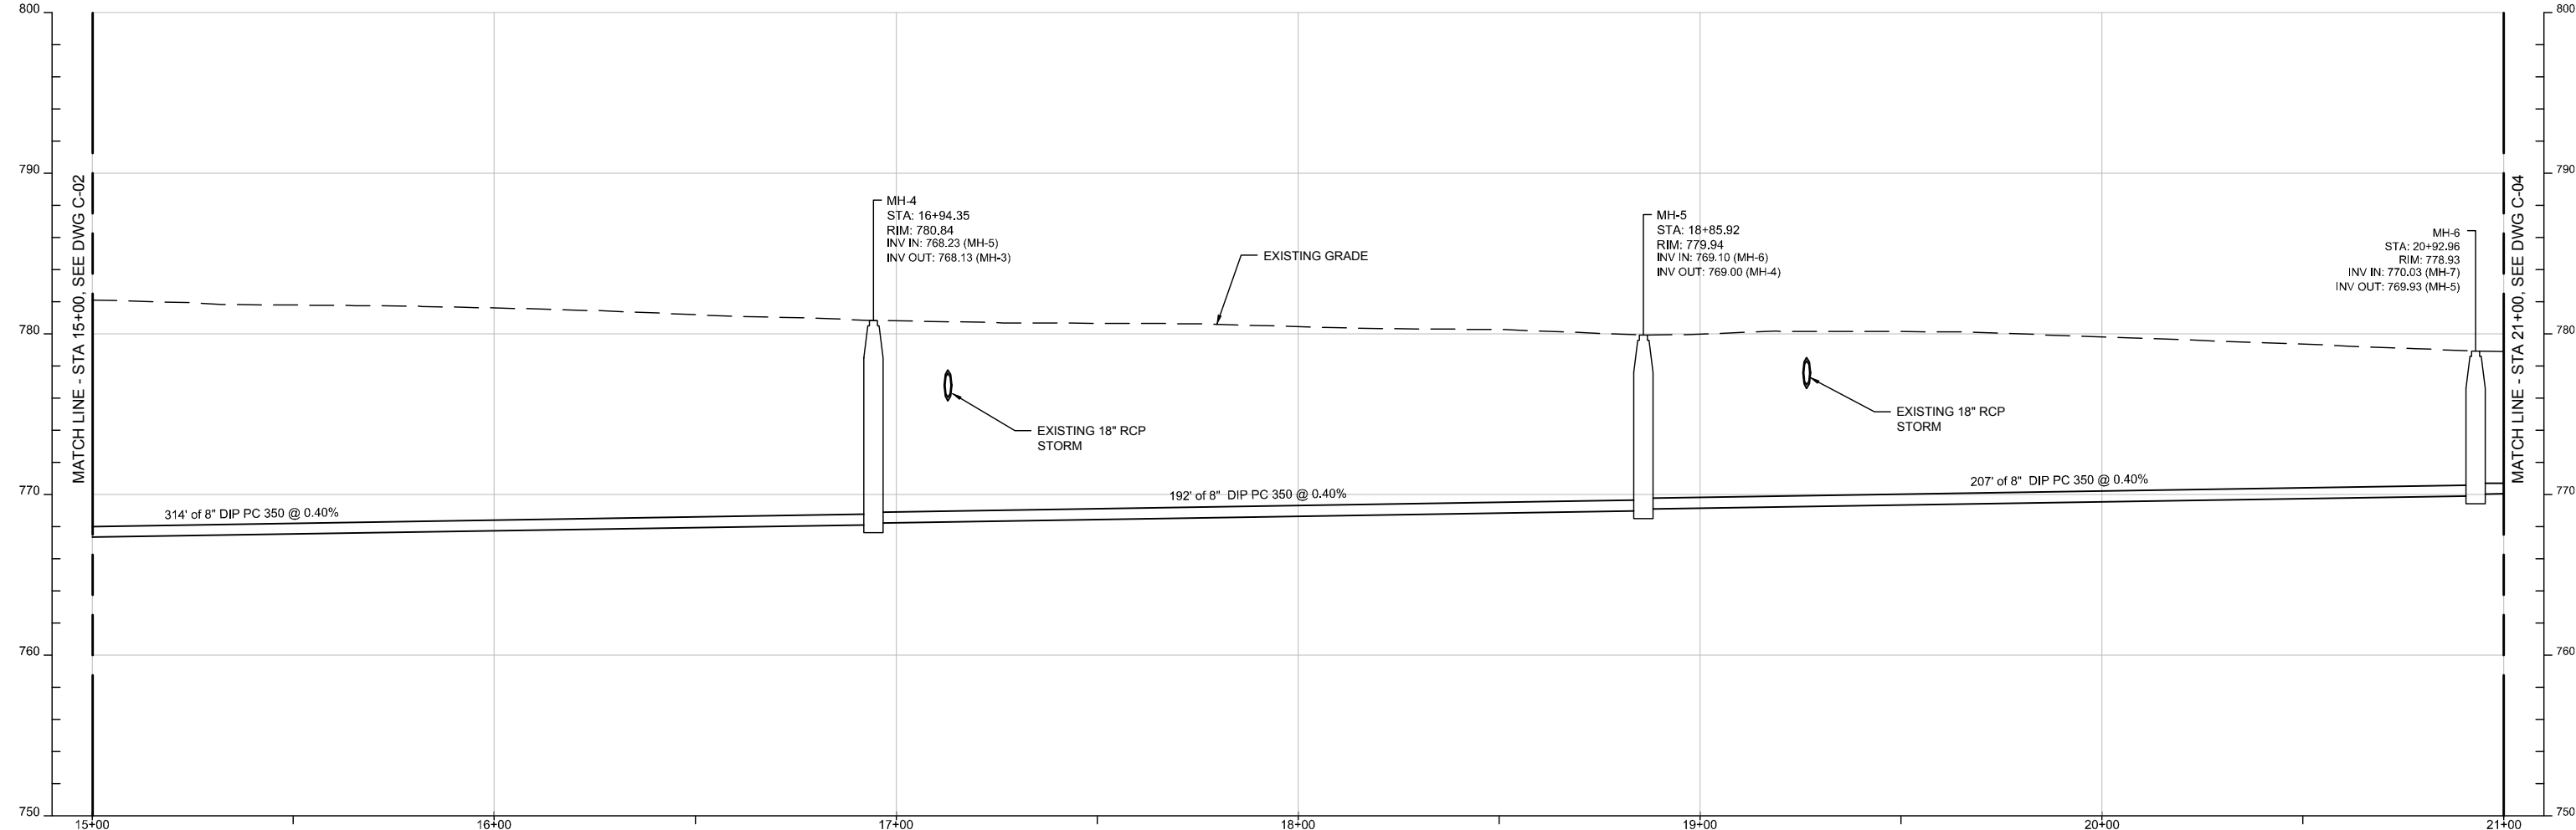 800
790
780
770
760
750
MATCH LINE - STA 15+00, SEE DWG C-02
MH-4
STA: 16+94.35
RIM: 780.84
INV IN: 768.23 (MH-5)
INV OUT: 768.13 (MH-3)
EXISTING GRADE
MH-5
STA: 18+85.92
RIM: 779.94
INV IN: 769.10 (MH-6)
INV OUT: 769.00 (MH-4)
MH-6
STA: 20+92.96
RIM: 778.93
INV IN: 770.03 (MH-7)
INV OUT: 769.93 (MH-5)
EXISTING 18" RCP
STORM
EXISTING 18" RCP
STORM
314' of 8" DIP PC 350 @ 0.40%
192' of 8" DIP PC 350 @ 0.40%
207' of 8" DIP PC 350 @ 0.40%
MATCH LINE - STA 21+00, SEE DWG C-04
800
790
780
770
760
750
15+00
16+00
17+00
18+00
19+00
20+00
21+00